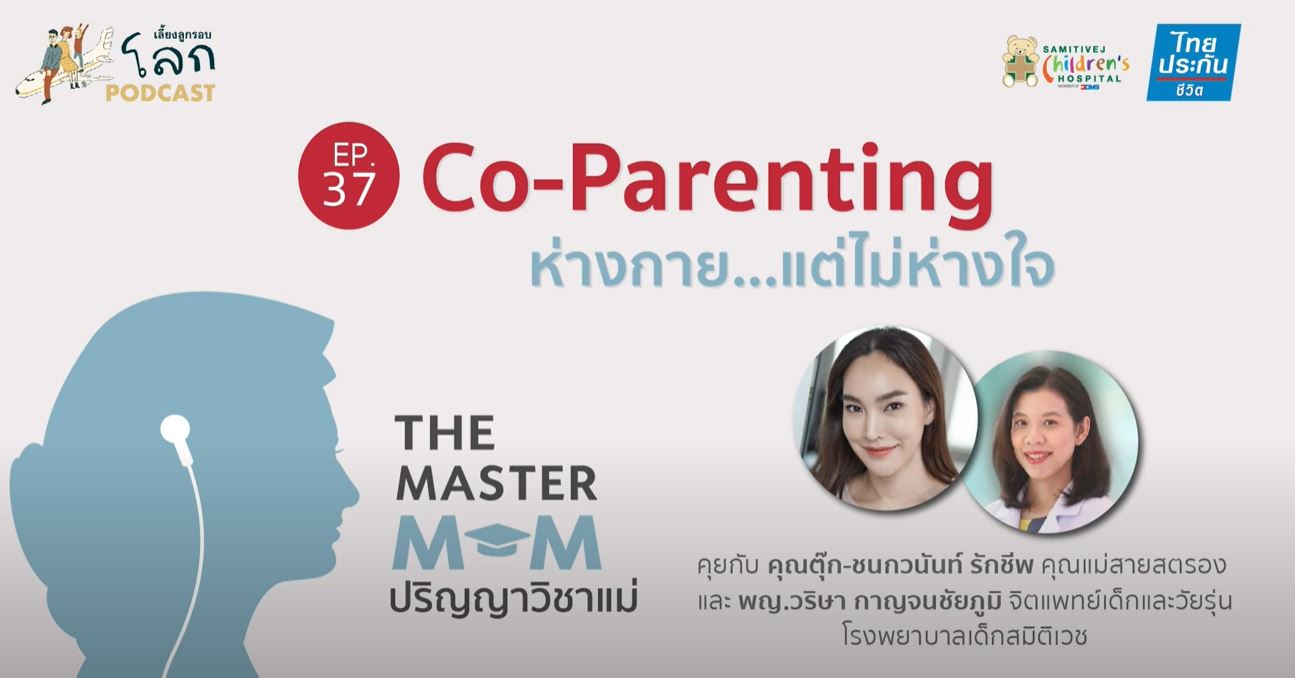 เลี้ยงลูกรอบ
โลก
PODCAST
SAMITIVEJ
Children's
HOSPITAL
BDMS
ไทย
ประกัน
ชีวิต
EP.
37
Co-Parenting
ห่างกาย...แต่ไม่ห่างใจ
THE
MASTER
MOM
ปริญญาวิชาแม่
คุยกับ คุณตุ๊ก-ชนกวนันท์ รักชีพ คุณแม่สายสตรอง
และ พญ.วริษา กาญจนชัยภูมิ จิตแพทย์เด็กและวัยรุ่น
โรงพยาบาลเด็กสมิติเวช